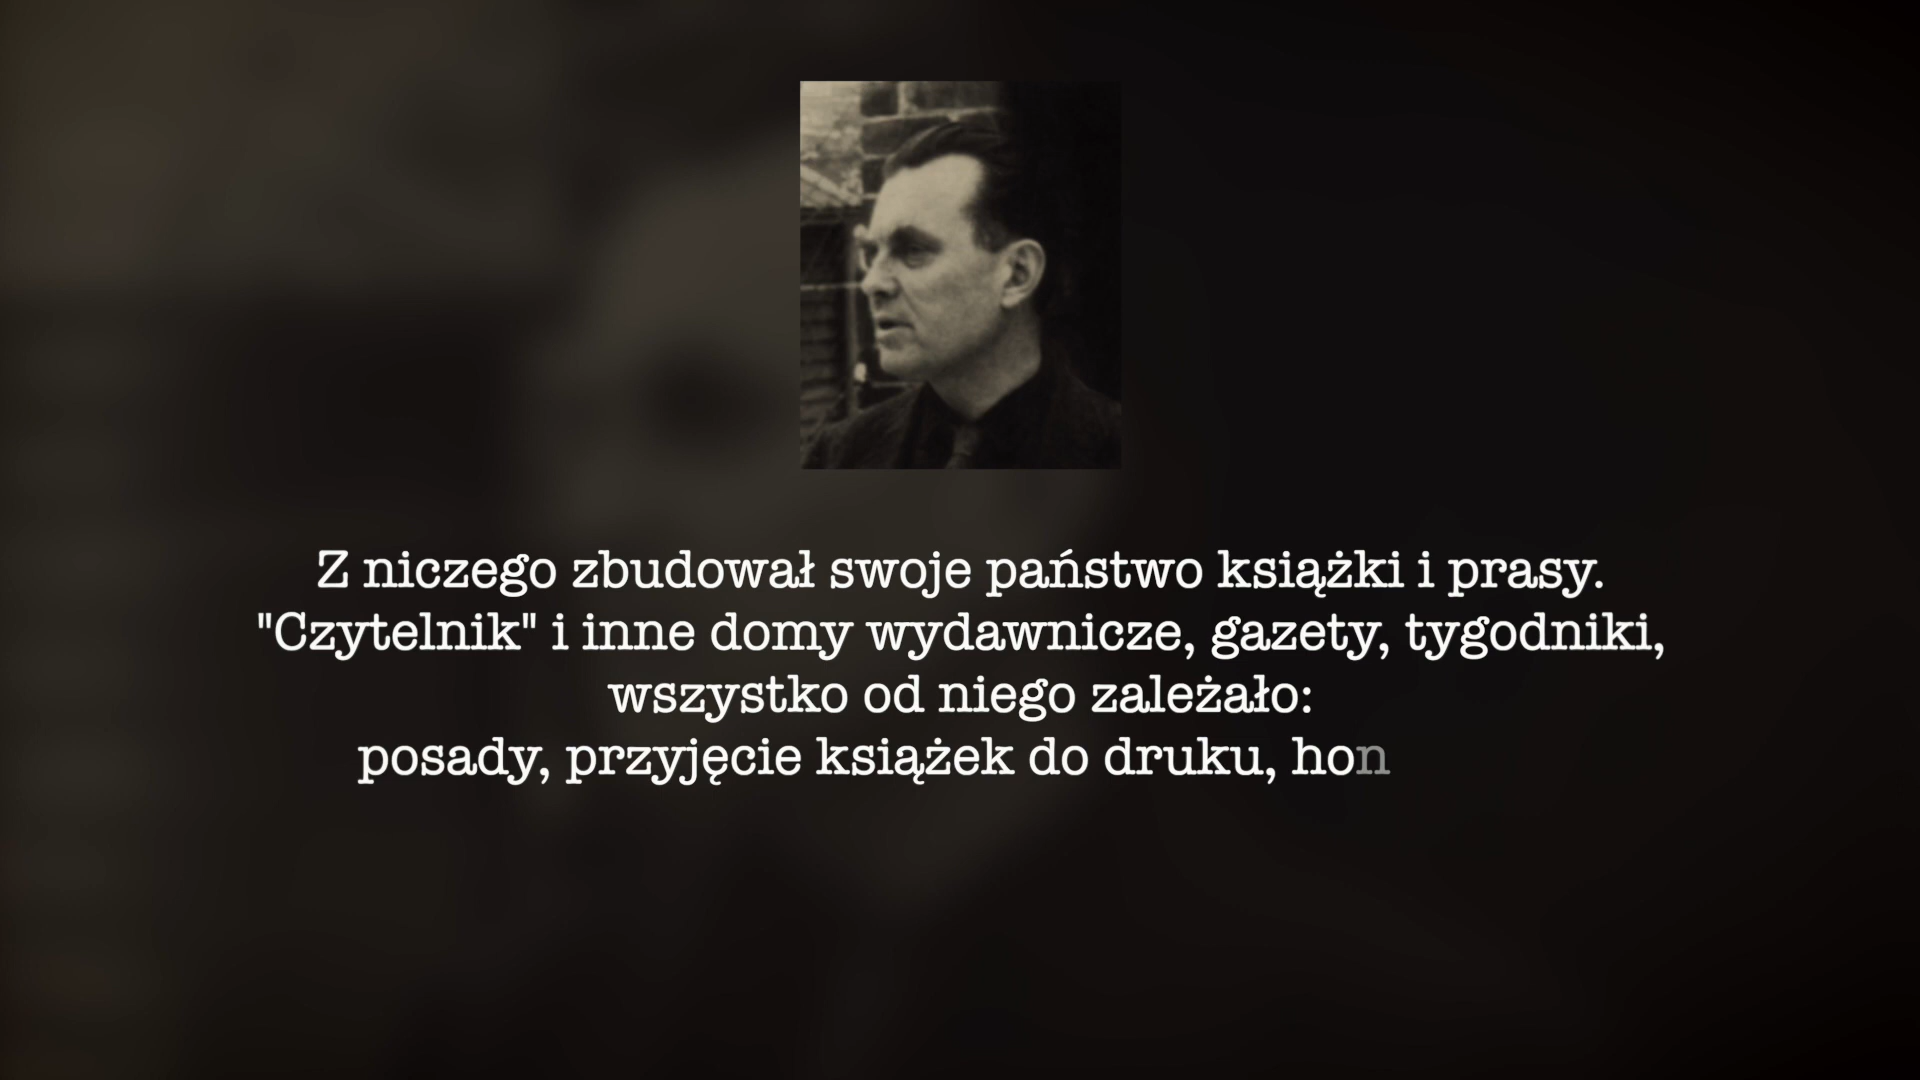 Z niczego zbudował swoje państwo książki i prasy.
"Czytelnik" i inne domy wydawnicze, gazety, tygodniki,
wszystko od niego zależało:
posady, przyjęcie książek do druku, hon